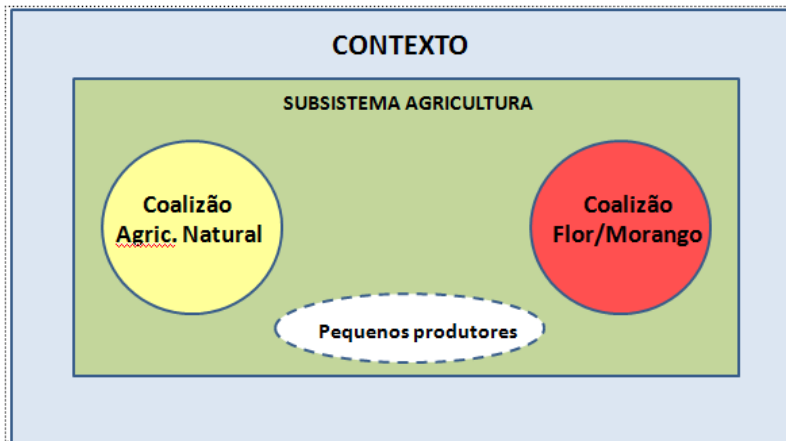 CONTEXTO
SUBSISTEMA AGRICULTURA
Coalizão
Agric. Natural
Coalizão
Flor/Morango
Pequenos produtores